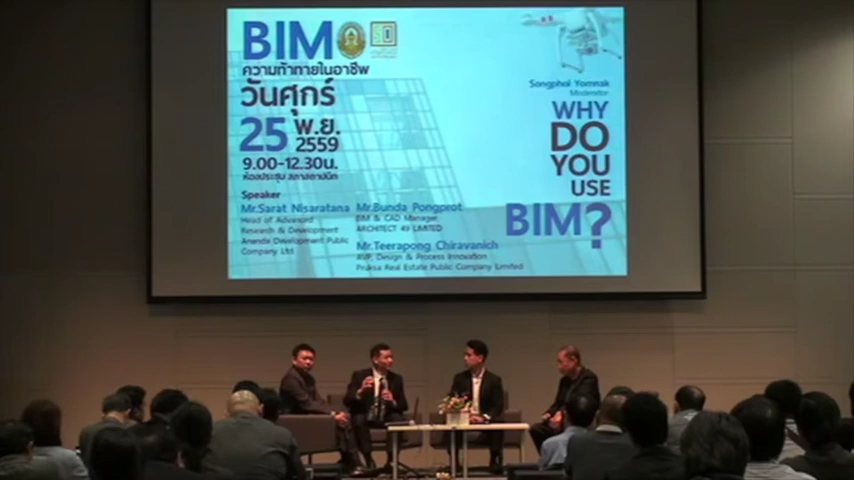 BIM
ความท้าทายในอาชีพ
วันศุกร์
25 พ.ย.
2559
9.00-12.30น.
ห้องประชุม สภาสถาปนิก
Speaker
Mr.Sarat Nisaratana
Head of Advanced
Research & Development
Ananda Development Public
Company Ltd.
Mr.Bunda Pongprot
BIM & CAD Manager
ARCHITECT 49 LIMITED
Mr.Teerapong Chiravanich
AVP, Design & Process Innovation
Pruksa Real Estate Public Company Limited
Songphol Yomnak
Moderator
WHY
DO
YOU
USE
BIM?